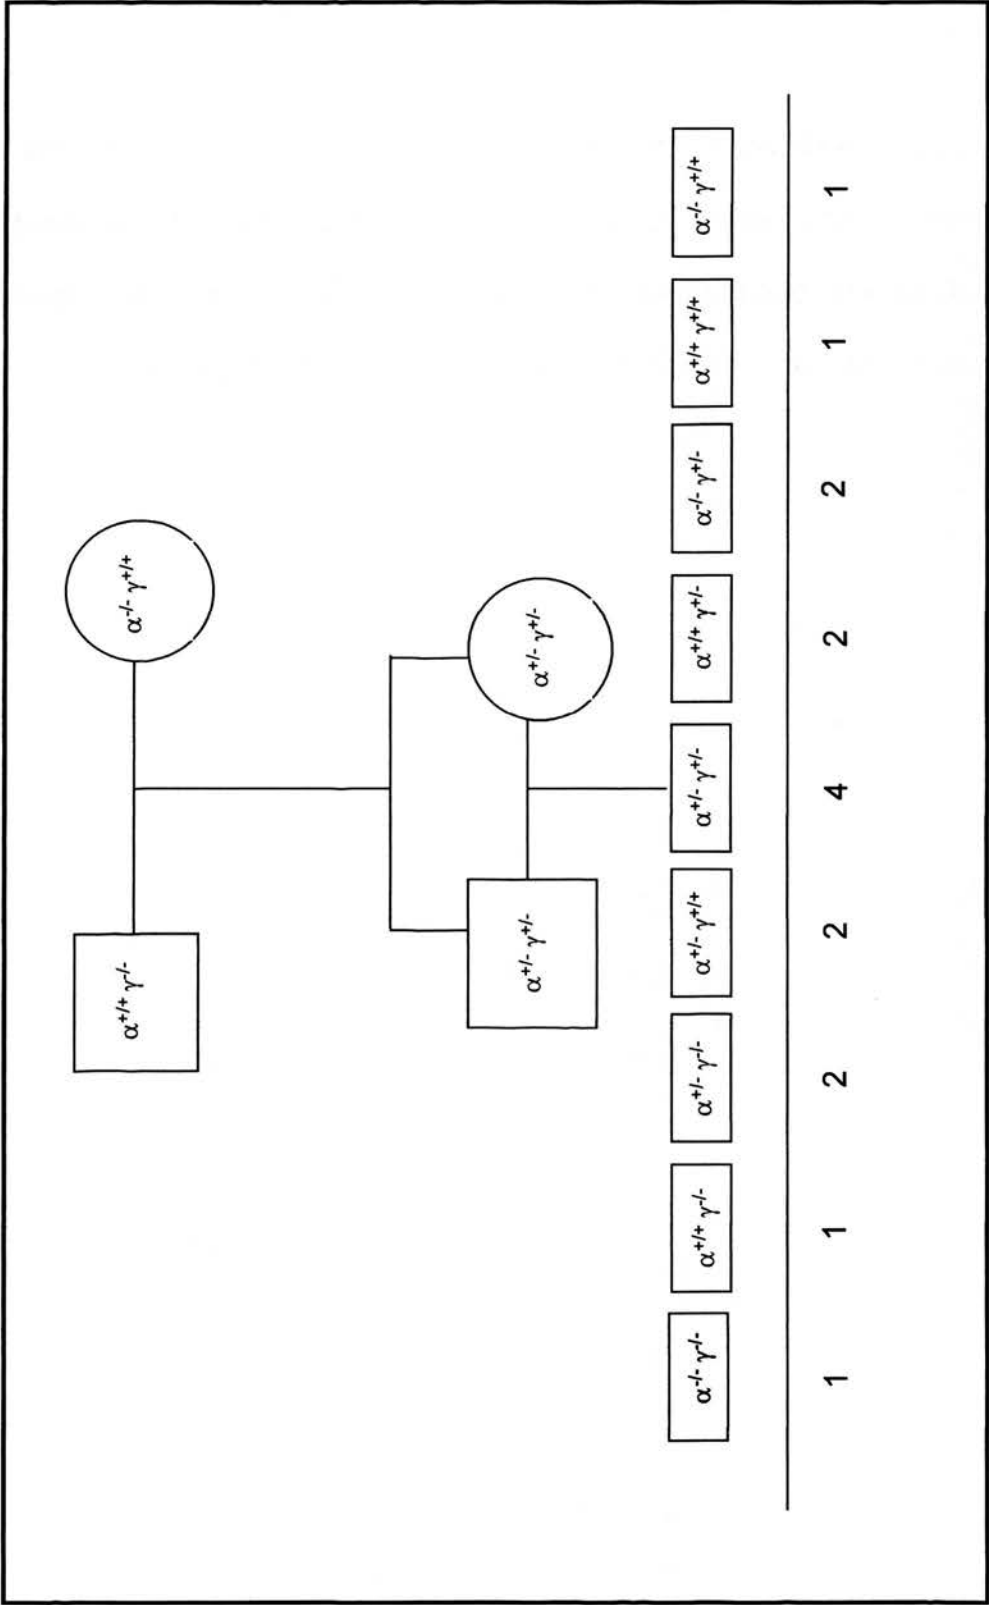 α+/+ γ-/-
α-/- γ+/+
α+/- γ+/-
α+/- γ+/-
α-/- γ-/-
α+/+ γ-/-
α+/- γ-/-
α+/- γ+/+
α+/- γ+/-
α+/+ γ+/-
α-/- γ+/-
α+/+ γ+/+
α-/- γ+/+
1 1 2 2 4 2 2 1 1